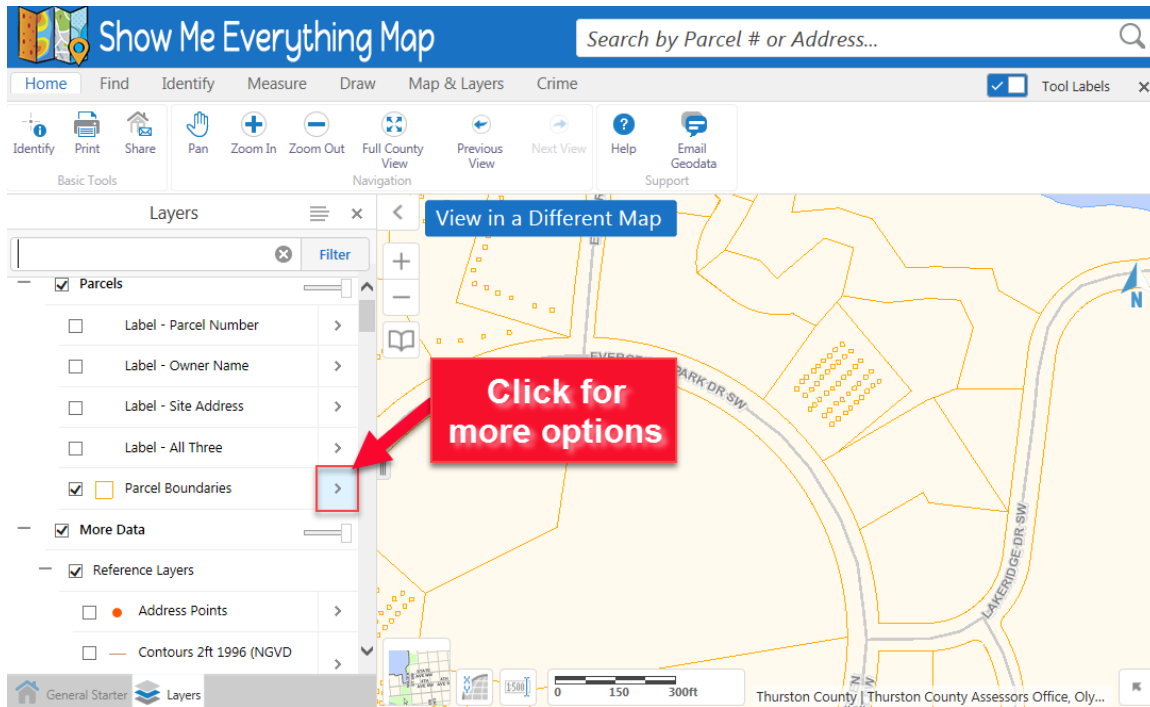 Show Me Everything Map
Search by Parcel # or Address...
Home Find Identify Measure Draw Map & Layers Crime
Tool Labels
Identify Print Share Pan Zoom In Zoom Out Full County View Previous View Next View Help Email Geodata
Basic Tools Navigation Support
Layers
Filter
View in a Different Map
Parcels
Label - Parcel Number
Label - Owner Name
Label - Site Address
Label - All Three
Parcel Boundaries
More Data
Reference Layers
Address Points
Contours 2ft 1996 (NGVD
General Starter Layers
Click for
more options
PARK DR SW
LAKERIDGE DR SW
N
1500
0 150 300ft
Thurston County | Thurston County Assessors Office, Oly...